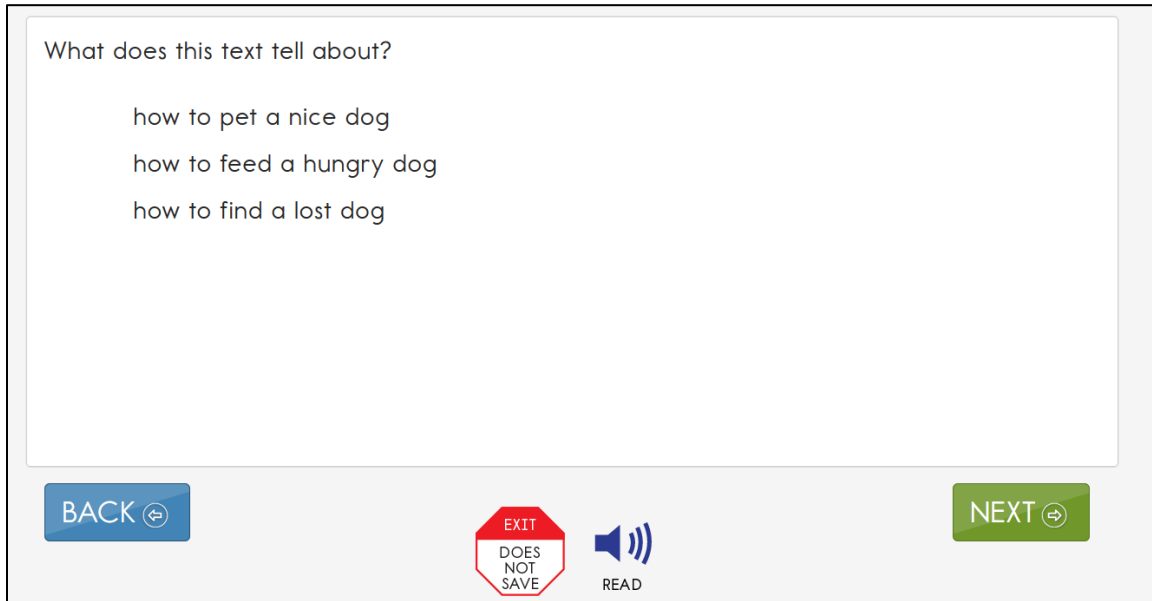 What does this text tell about?
how to pet a nice dog
how to feed a hungry dog
how to find a lost dog
BACK
NEXT
EXIT
DOES
NOT
SAVE
READ